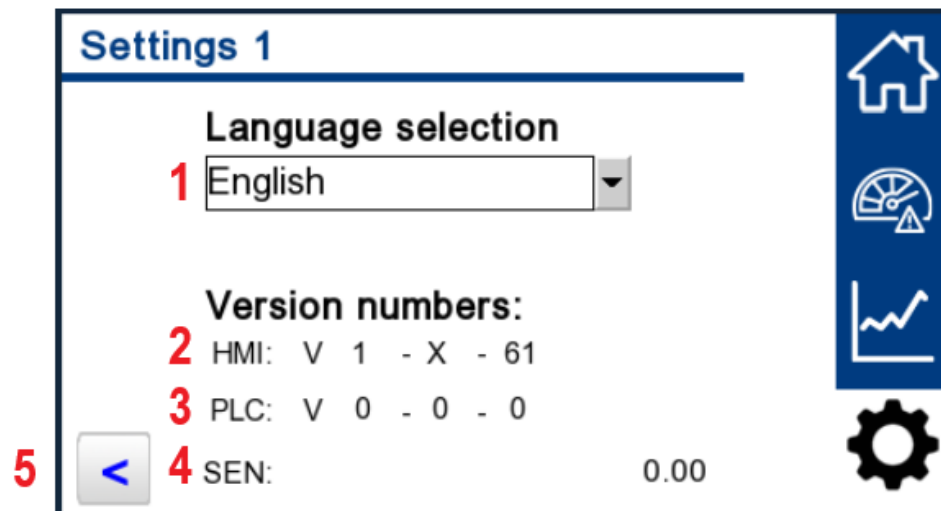 Settings 1
Language selection
1 English
Version numbers:
2 HMI: V 1 - X - 61
3 PLC: V 0 - 0 - 0
5 < 4 SEN: 0.00